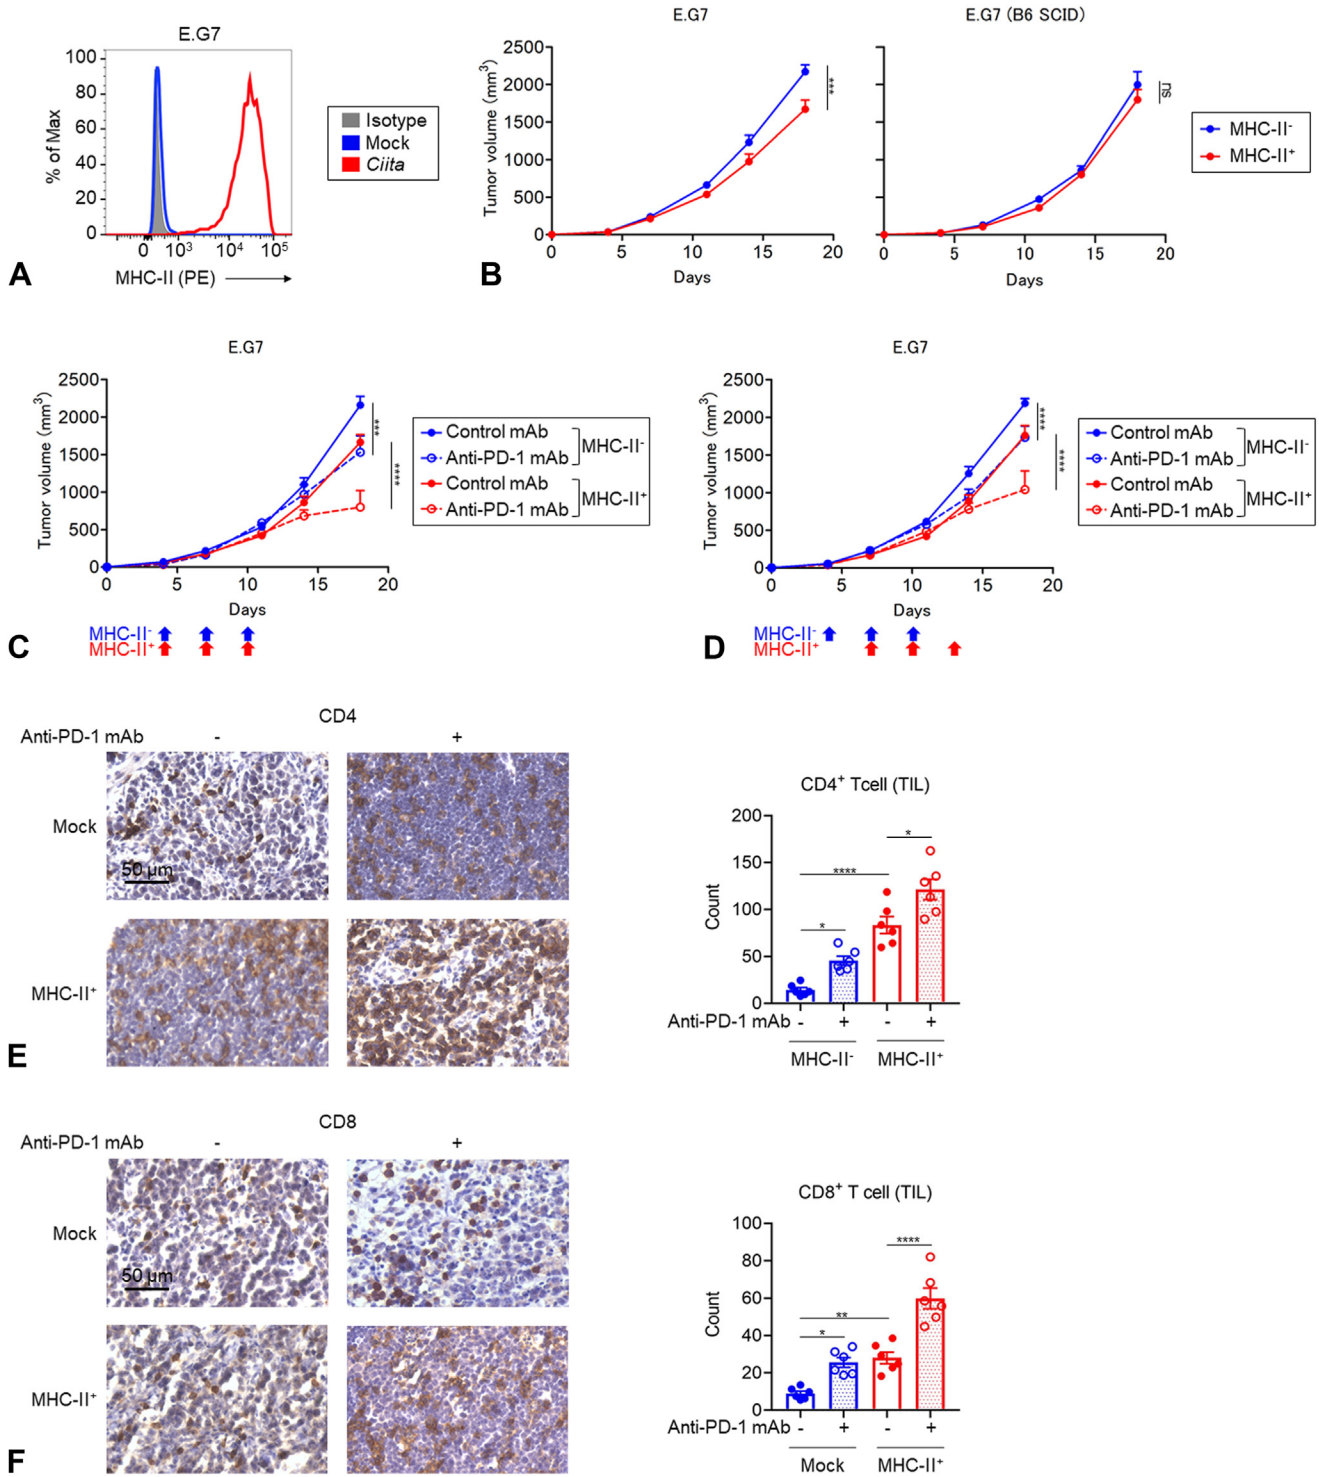 E.G7
100
80
60
40
20
0
% of Max
0 10³ 10⁴ 10⁵
MHC-II (PE)
Isotype
Mock
Ciita
A
E.G7
2500
2000
1500
1000
500
0
Tumor volume (mm³)
0 5 10 15 20
Days
***
E.G7 (B6 SCID)
0 5 10 15 20
Days
ns
MHC-II⁻
MHC-II⁺
B
E.G7
2500
2000
1500
1000
500
0
Tumor volume (mm³)
0 5 10 15 20
Days
***
****
Control mAb
Anti-PD-1 mAb
MHC-II⁻
Control mAb
Anti-PD-1 mAb
MHC-II⁺
MHC-II⁻
MHC-II⁺
C
E.G7
2500
2000
1500
1000
500
0
Tumor volume (mm³)
0 5 10 15 20
Days
****
****
Control mAb
Anti-PD-1 mAb
MHC-II⁻
Control mAb
Anti-PD-1 mAb
MHC-II⁺
MHC-II⁻
MHC-II⁺
D
CD4
Anti-PD-1 mAb - +
Mock
50 μm
MHC-II⁺
E
CD4⁺ Tcell (TIL)
200
150
100
50
0
Count
*
****
*
Anti-PD-1 mAb - + - +
MHC-II⁻ MHC-II⁺
CD8
Anti-PD-1 mAb - +
Mock
50 μm
MHC-II⁺
F
CD8⁺ T cell (TIL)
100
80
60
40
20
0
Count
****
**
*
Anti-PD-1 mAb - + - +
Mock MHC-II⁺